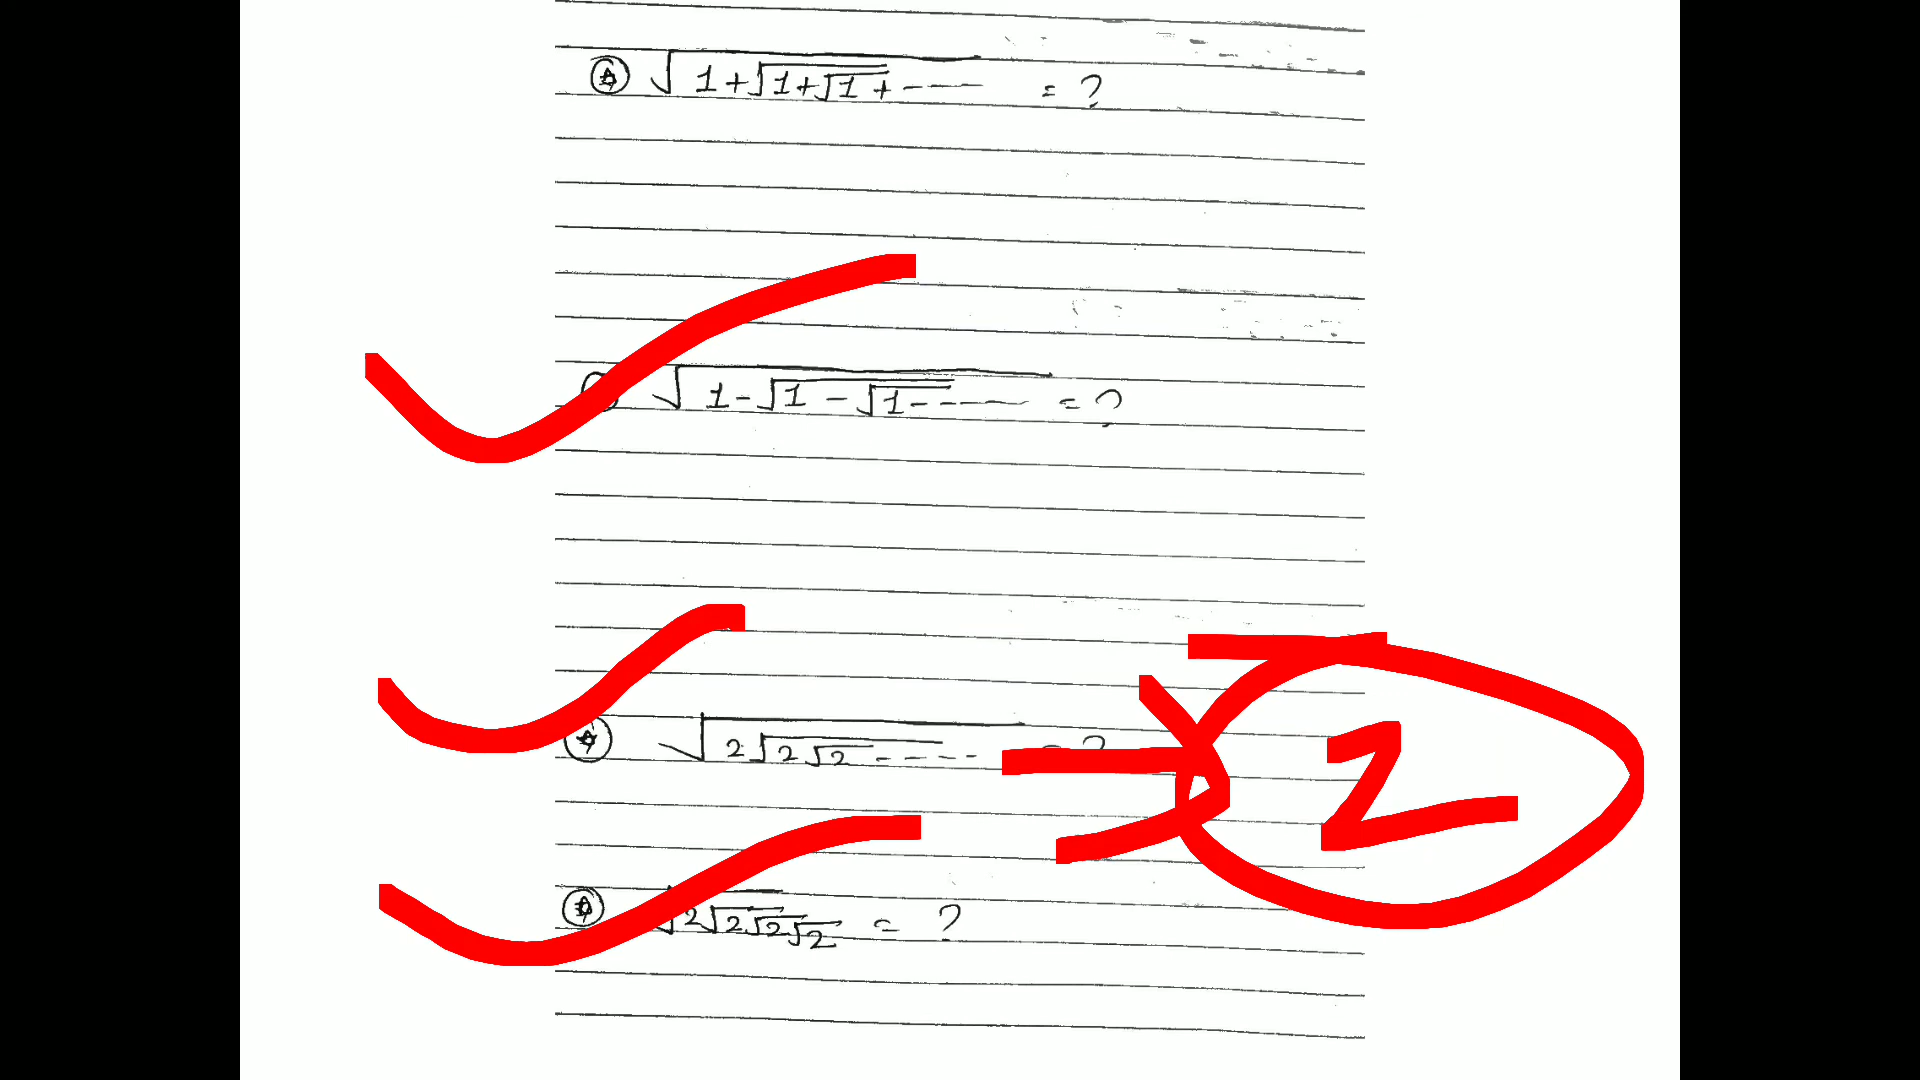 √(1+√(1+√(1+----- = ?
√(1-√(1-√(1------ = ?
√(2√(2√(2----- = ?
2
√(2√(2√(2√2 = ?